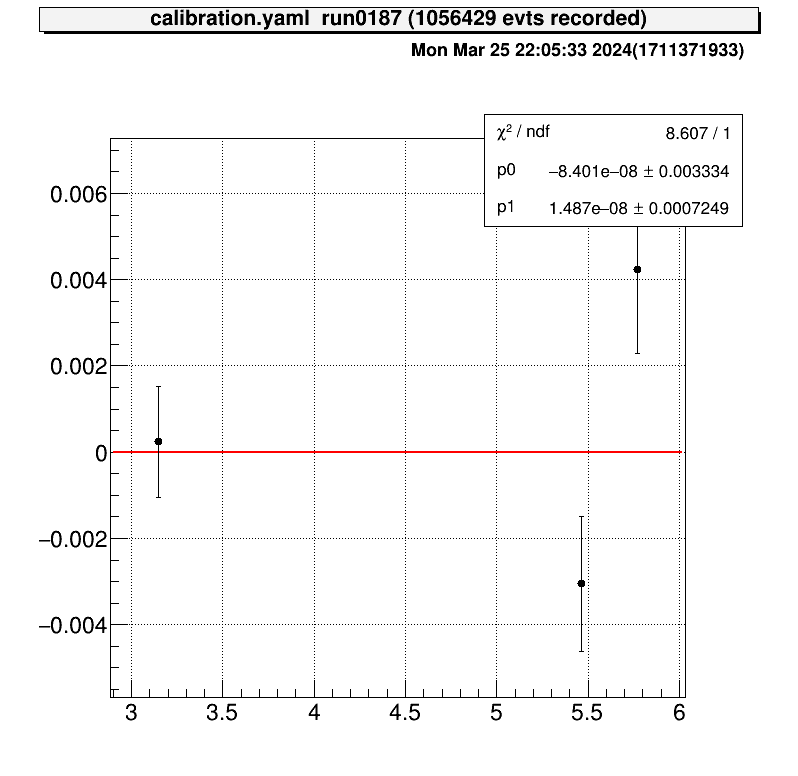 calibration.yaml run0187 (1056429 evts recorded)
Mon Mar 25 22:05:33 2024(1711371933)
χ² / ndf 8.607 / 1
p0 −8.401e−08 ± 0.003334
p1 1.487e−08 ± 0.0007249
0.006
0.004
0.002
0
−0.002
−0.004
3 3.5 4 4.5 5 5.5 6